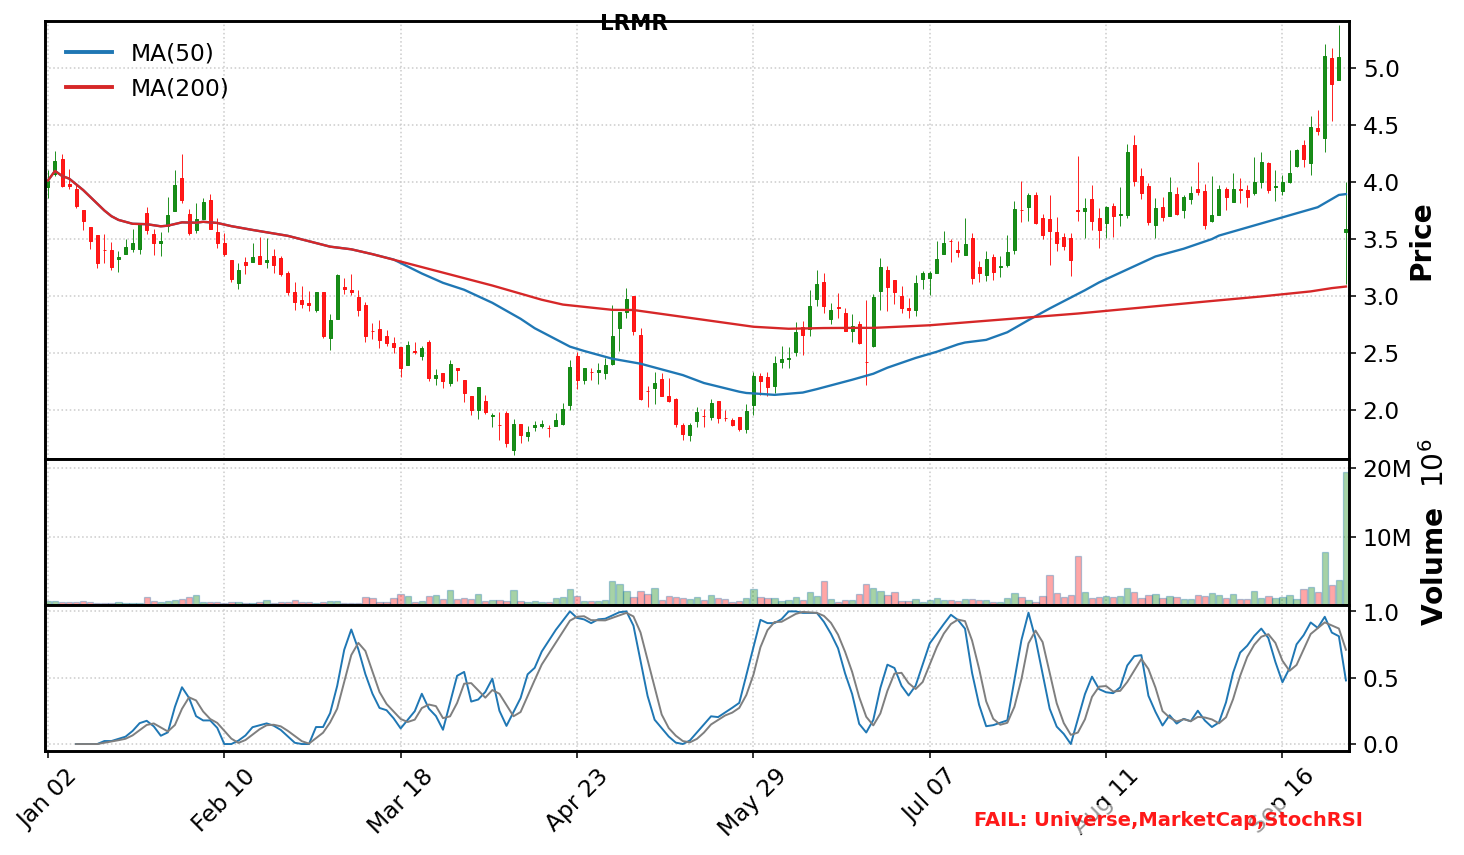 LRMR
MA(50)
MA(200)
5.0
4.5
4.0
3.5
3.0
2.5
2.0
Price
20M
10M
Volume 10^6
1.0
0.5
0.0
Jan 02
Feb 10
Mar 18
Apr 23
May 29
Jul 07
Aug 11
Sep 16
FAIL: Universe,MarketCap,StochRSI